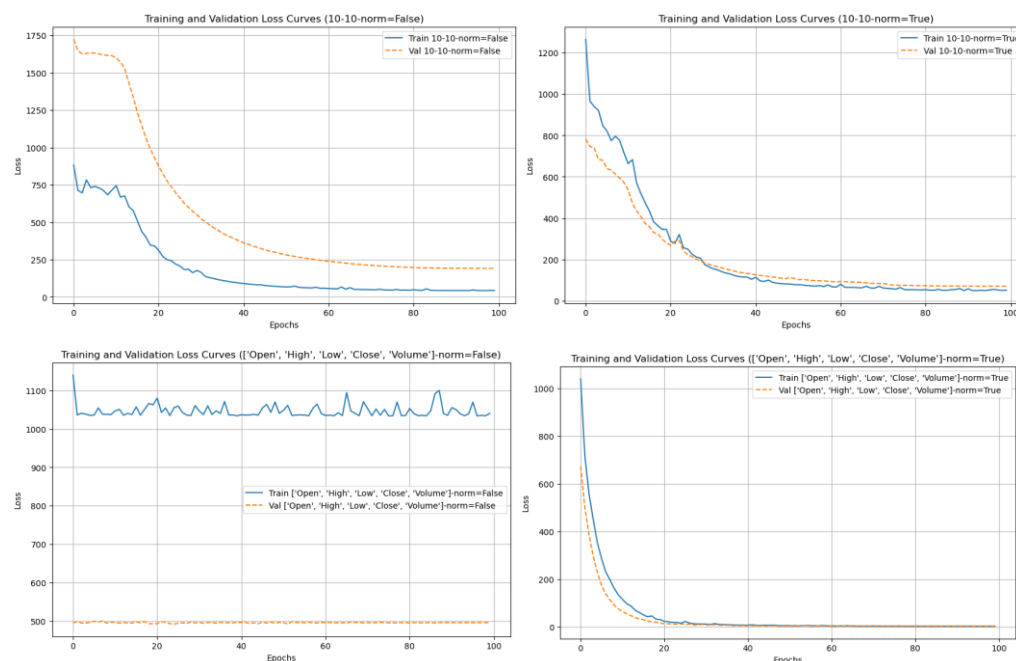 Training and Validation Loss Curves (10-10-norm=False)
Train 10-10-norm=False
Val 10-10-norm=False
Loss
1750
1500
1250
1000
750
500
250
0
0 20 40 60 80 100
Epochs
Training and Validation Loss Curves (10-10-norm=True)
Train 10-10-norm=True
Val 10-10-norm=True
Loss
1200
1000
800
600
400
200
0
0 20 40 60 80 100
Epochs
Training and Validation Loss Curves (['Open', 'High', 'Low', 'Close', 'Volume']-norm=False)
Train ['Open', 'High', 'Low', 'Close', 'Volume']-norm=False
Val ['Open', 'High', 'Low', 'Close', 'Volume']-norm=False
Loss
1100
1000
900
800
700
600
500
0 20 40 60 80 100
Epochs
Training and Validation Loss Curves (['Open', 'High', 'Low', 'Close', 'Volume']-norm=True)
Train ['Open', 'High', 'Low', 'Close', 'Volume']-norm=True
Val ['Open', 'High', 'Low', 'Close', 'Volume']-norm=True
Loss
1000
800
600
400
200
0
0 20 40 60 80 100
Epochs